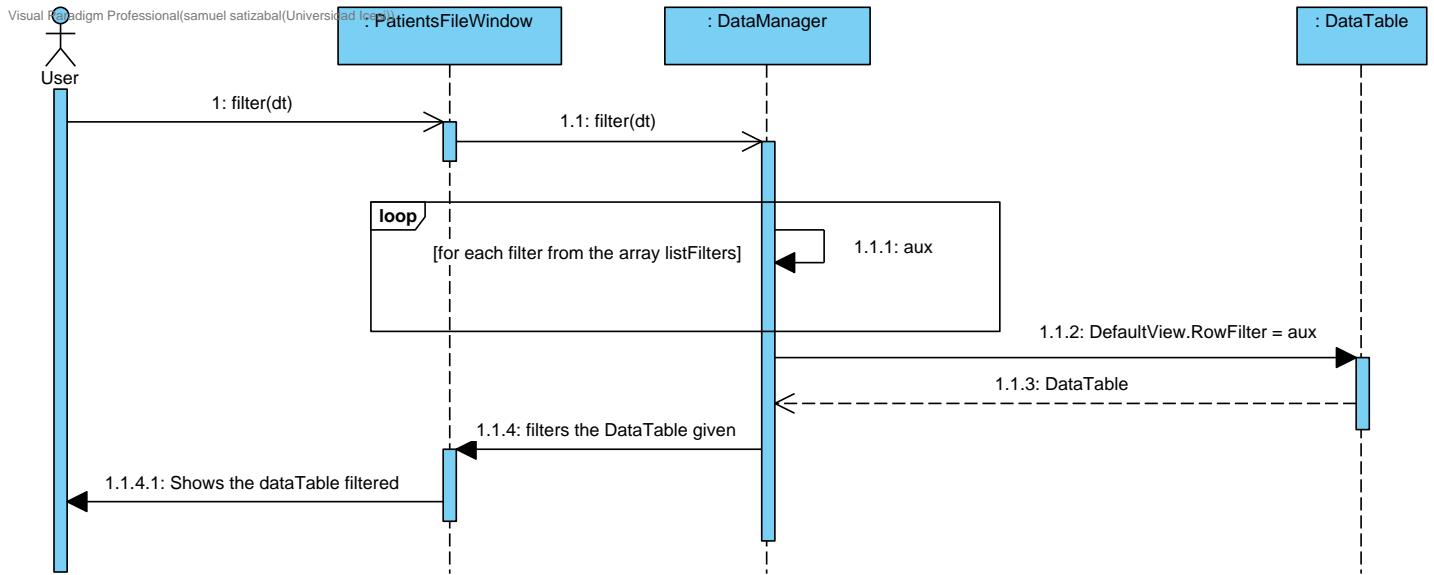 Visual Paradigm Professional(samuel satizabal(Universidad Icesi))
: PatientsFileWindow
: DataManager
: DataTable
User
1: filter(dt)
1.1: filter(dt)
loop
[for each filter from the array listFilters]
1.1.1: aux
1.1.2: DefaultView.RowFilter = aux
1.1.3: DataTable
1.1.4: filters the DataTable given
1.1.4.1: Shows the dataTable filtered